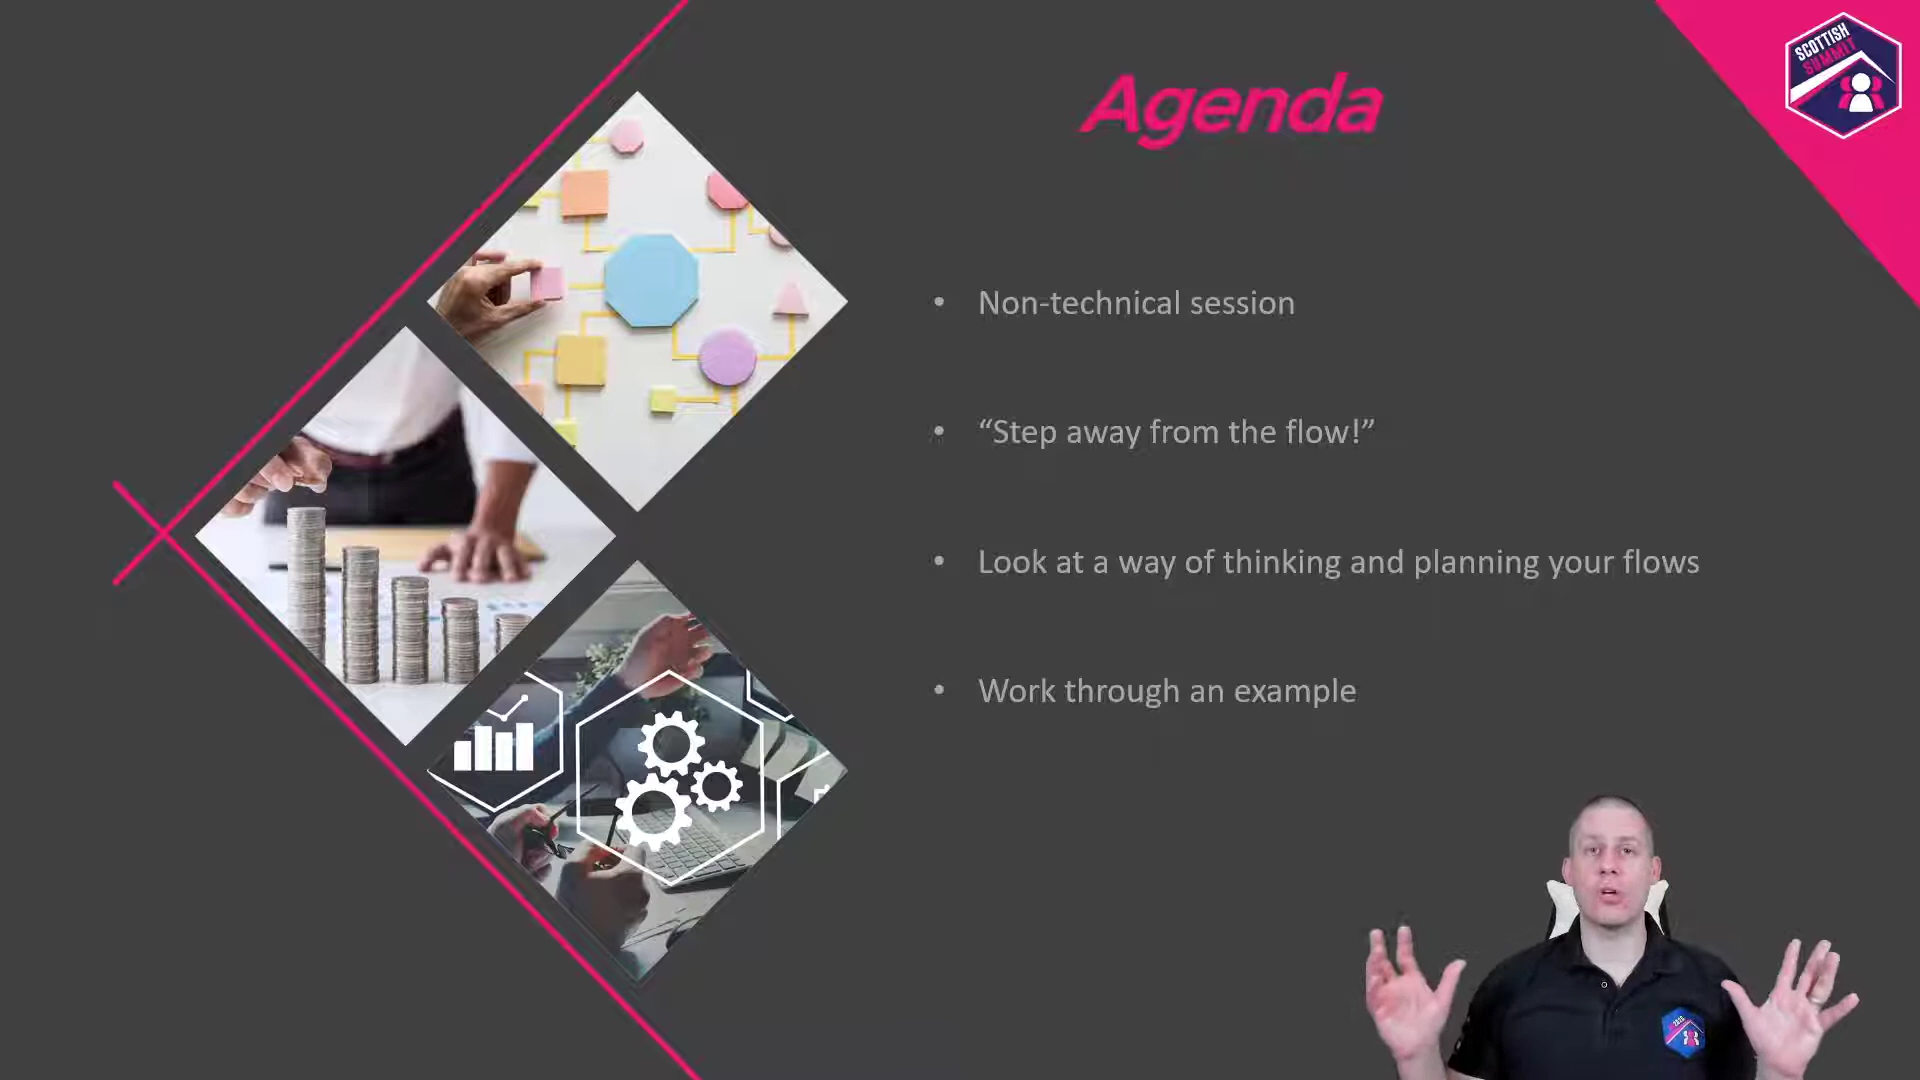 SCOTTISH
SUMMIT
Agenda
• Non-technical session
• “Step away from the flow!”
• Look at a way of thinking and planning your flows
• Work through an example